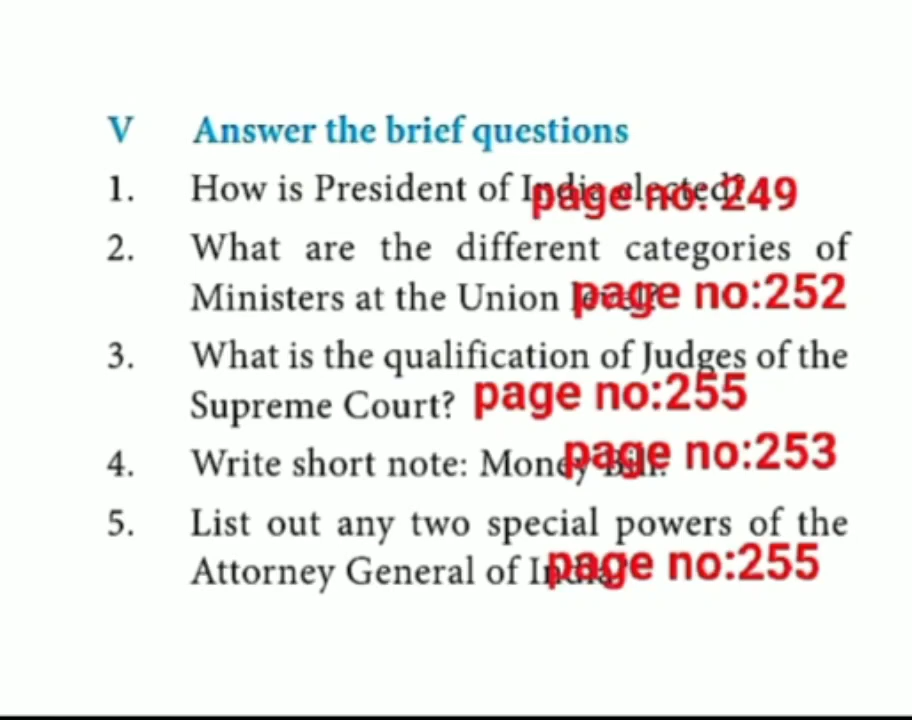 V Answer the brief questions
1. How is President of India elected? page no: 249
2. What are the different categories of
Ministers at the Union level? page no:252
3. What is the qualification of Judges of the
Supreme Court? page no:255
4. Write short note: Money Bill. page no:253
5. List out any two special powers of the
Attorney General of India? page no:255